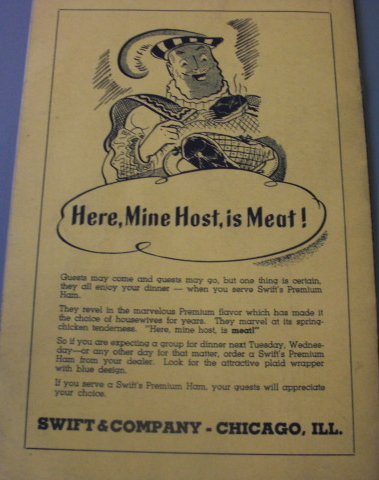 Here, Mine Host, is Meat!
Guests may come and guests may go, but one thing is certain,
they all enjoy your dinner — when you serve Swift's Premium
Ham.
They revel in the marvelous Premium flavor which has made it
the choice of housewives for years. They marvel at its spring-
chicken tenderness. "Here, mine host, is meat!"
So if you are expecting a group for dinner next Tuesday, Wednes-
day—or any other day for that matter, order a Swift's Premium
Ham from your dealer. Look for the attractive plaid wrapper
with blue design.
If you serve a Swift's Premium Ham, your guests will appreciate
your choice.
SWIFT & COMPANY - CHICAGO, ILL.